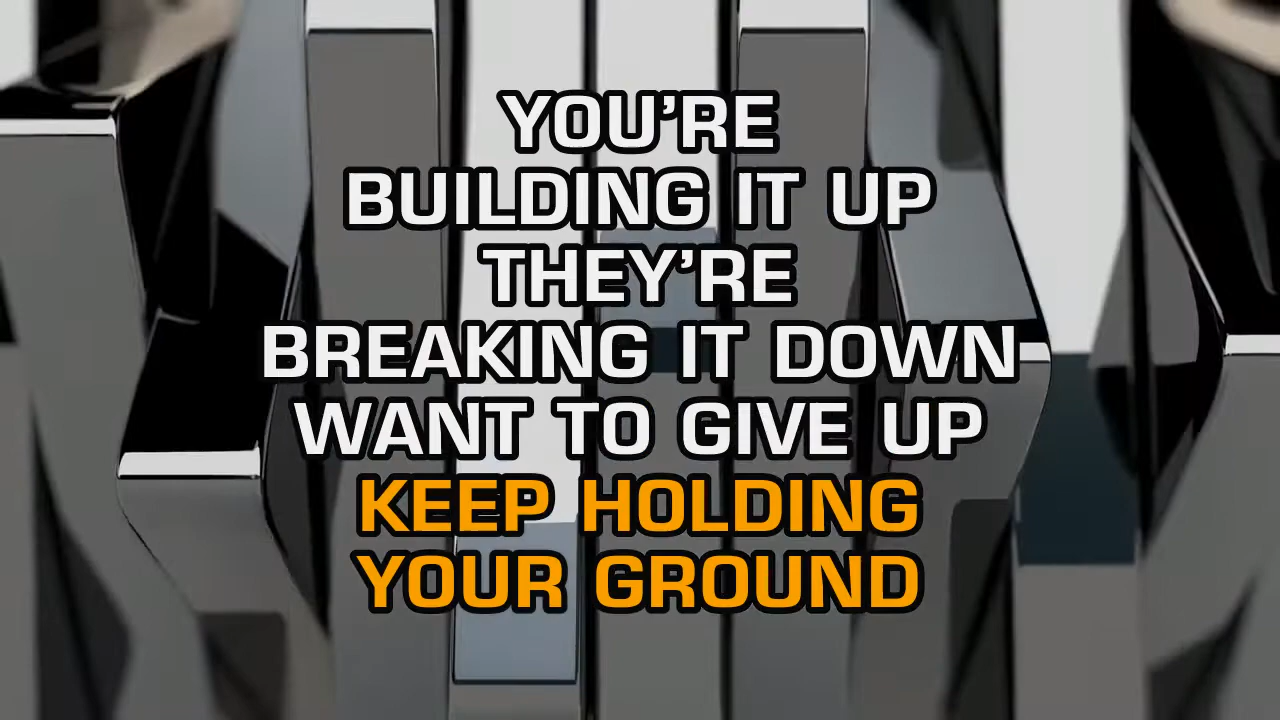 YOU’RE
BUILDING IT UP
THEY’RE
BREAKING IT DOWN
WANT TO GIVE UP
KEEP HOLDING
YOUR GROUND